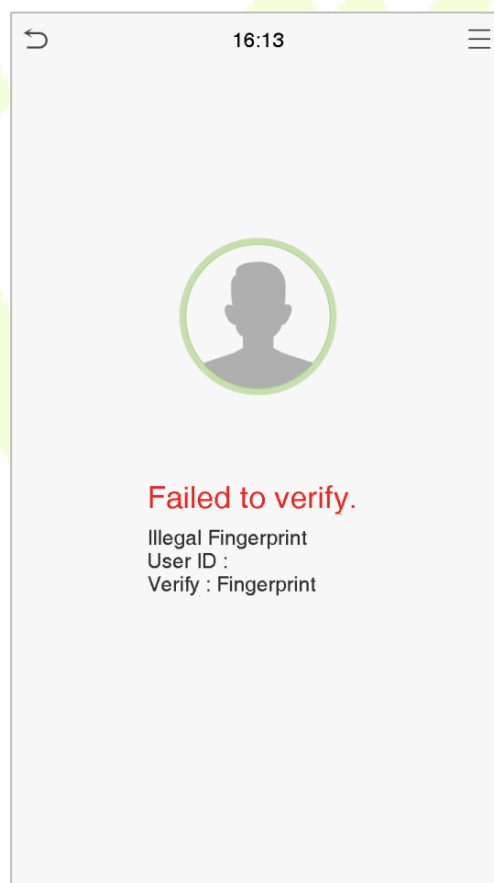 16:13
Failed to verify.
Illegal Fingerprint
User ID :
Verify : Fingerprint